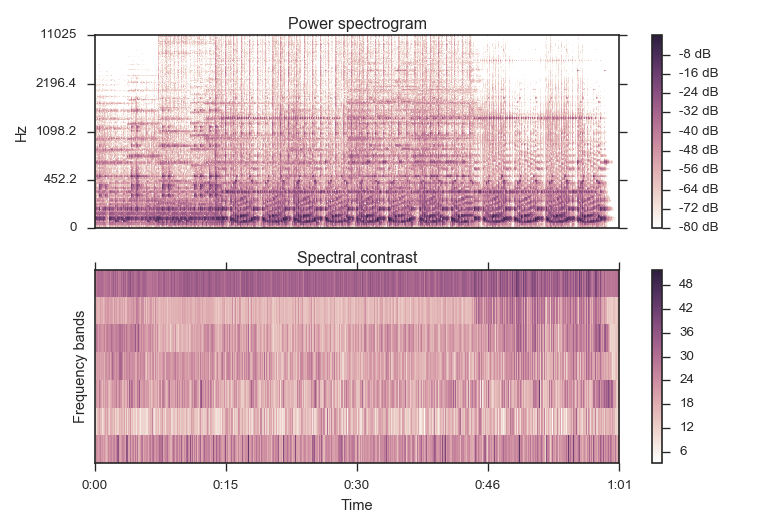 Power spectrogram
11025
2196.4
1098.2
452.2
0
Hz
-8 dB
-16 dB
-24 dB
-32 dB
-40 dB
-48 dB
-56 dB
-64 dB
-72 dB
-80 dB
Spectral contrast
Frequency bands
48
42
36
30
24
18
12
6
0:00 0:15 0:30 0:46 1:01
Time